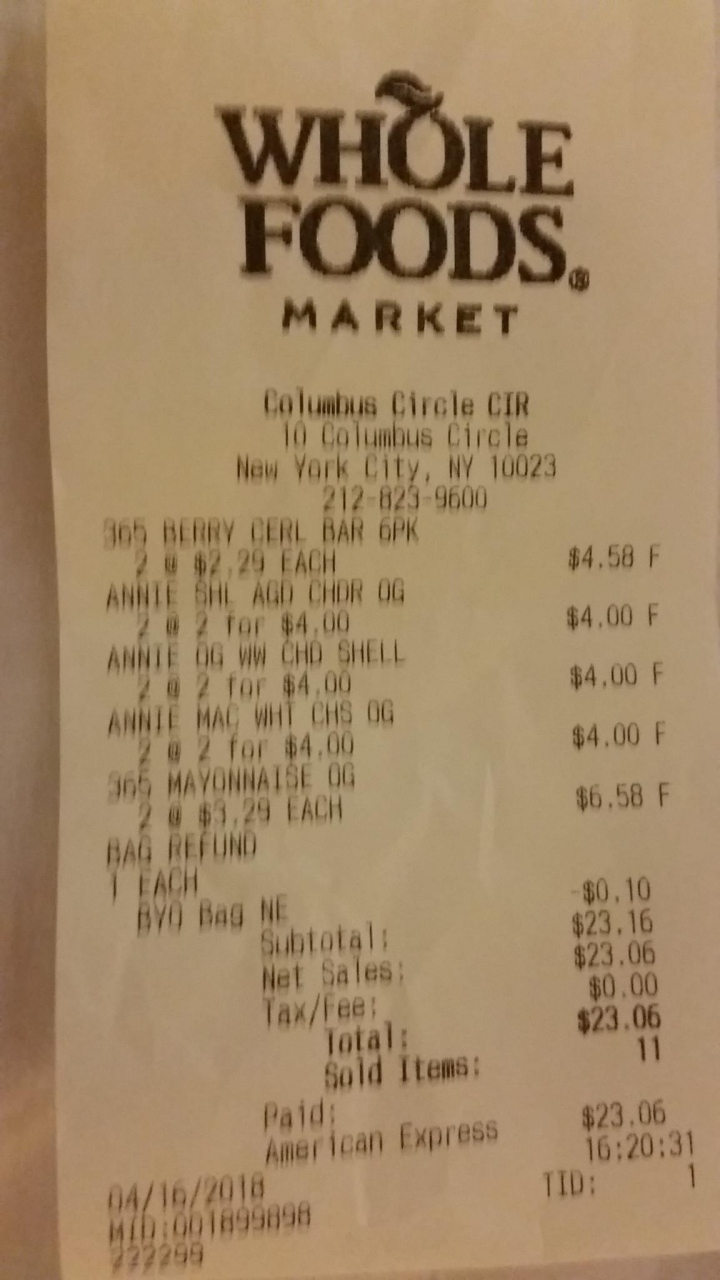 WHOLE
FOODS®
MARKET
Columbus Circle CIR
10 Columbus Circle
New York City, NY 10023
212-823-9600
365 BERRY CERL BAR 6PK
2 @ $2.29 EACH $4.58 F
ANNIE SHL AGD CHDR OG
2 @ 2 for $4.00 $4.00 F
ANNIE OG WW CHD SHELL
2 @ 2 for $4.00 $4.00 F
ANNIE MAC WHT CHS OG
2 @ 2 for $4.00 $4.00 F
365 MAYONNAISE OG
2 @ $3.29 EACH $6.58 F
BAG REFUND
1 EACH
BYO Bag NE -$0.10
Subtotal: $23.16
Net Sales: $23.06
Tax/Fee: $0.00
Total: $23.06
Sold Items: 11
Paid:
American Express $23.06
04/16/2018 16:20:31
MID:001899898 TID: 1
222299